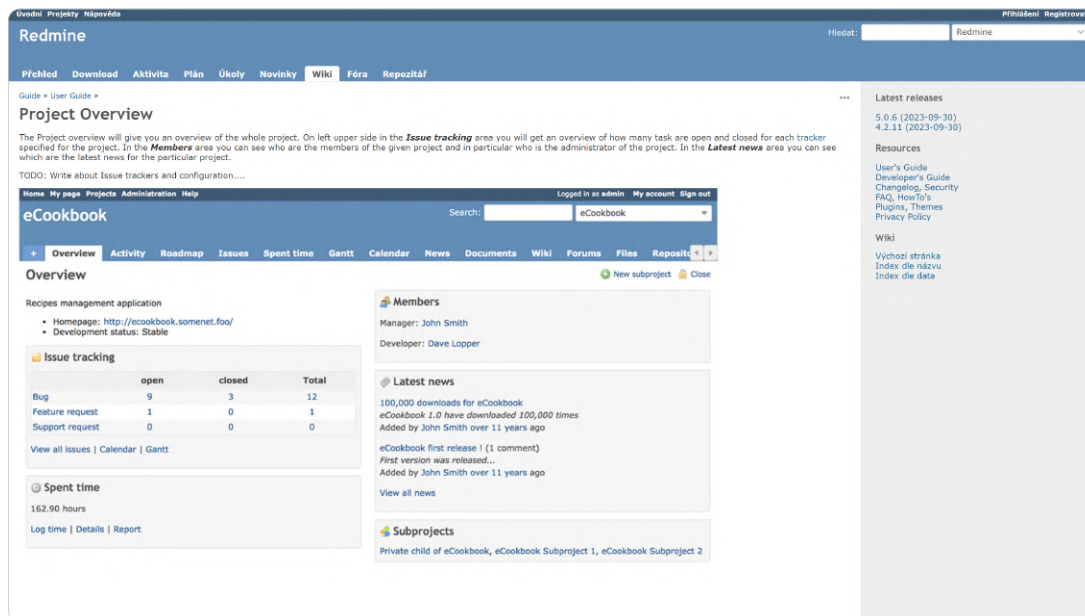 Úvodní Projekty Nápověda
Přihlášení Registrovat
Redmine
Hledat:
Redmine
Přehled Download Aktivita Plán Úkoly Novinky Wiki Fóra Repozitář
Guide » User Guide »
Project Overview
The Project overview will give you an overview of the whole project. On left upper side in the Issue tracking area you will get an overview of how many task are open and closed for each tracker
specified for the project. In the Members area you can see who are the members of the given project and in particular who is the administrator of the project. In the Latest news area you can see
which are the latest news for the particular project.
TODO: Write about Issue trackers and configuration....
Home My page Projects Administration Help
Logged in as admin My account Sign out
eCookbook
Search:
eCookbook
+ Overview Activity Roadmap Issues Spent time Gantt Calendar News Documents Wiki Forums Files
Overview
New subproject Close
Recipes management application
• Homepage: http://ecookbook.somenet.foo/
• Development status: Stable
Issue tracking
open closed Total
Bug 9 3 12
Feature request 1 0 1
Support request 0 0 0
View all issues | Calendar | Gantt
Spent time
162.90 hours
Log time | Details | Report
Members
Manager: John Smith
Developer: Dave Lopper
Latest news
100,000 downloads for eCookbook
eCookbook 1.0 have downloaded 100,000 times
Added by John Smith over 11 years ago
eCookbook first release ! (1 comment)
First version was released...
Added by John Smith over 11 years ago
View all news
Subprojects
Private child of eCookbook, eCookbook Subproject 1, eCookbook Subproject 2
Latest releases
5.0.6 (2023-09-30)
4.2.11 (2023-09-30)
Resources
User's Guide
Developer's Guide
Changelog, Security
FAQ, HowTo's
Plugins, Themes
Privacy Policy
Wiki
Výchozí stránka
Index dle názvu
Index dle data